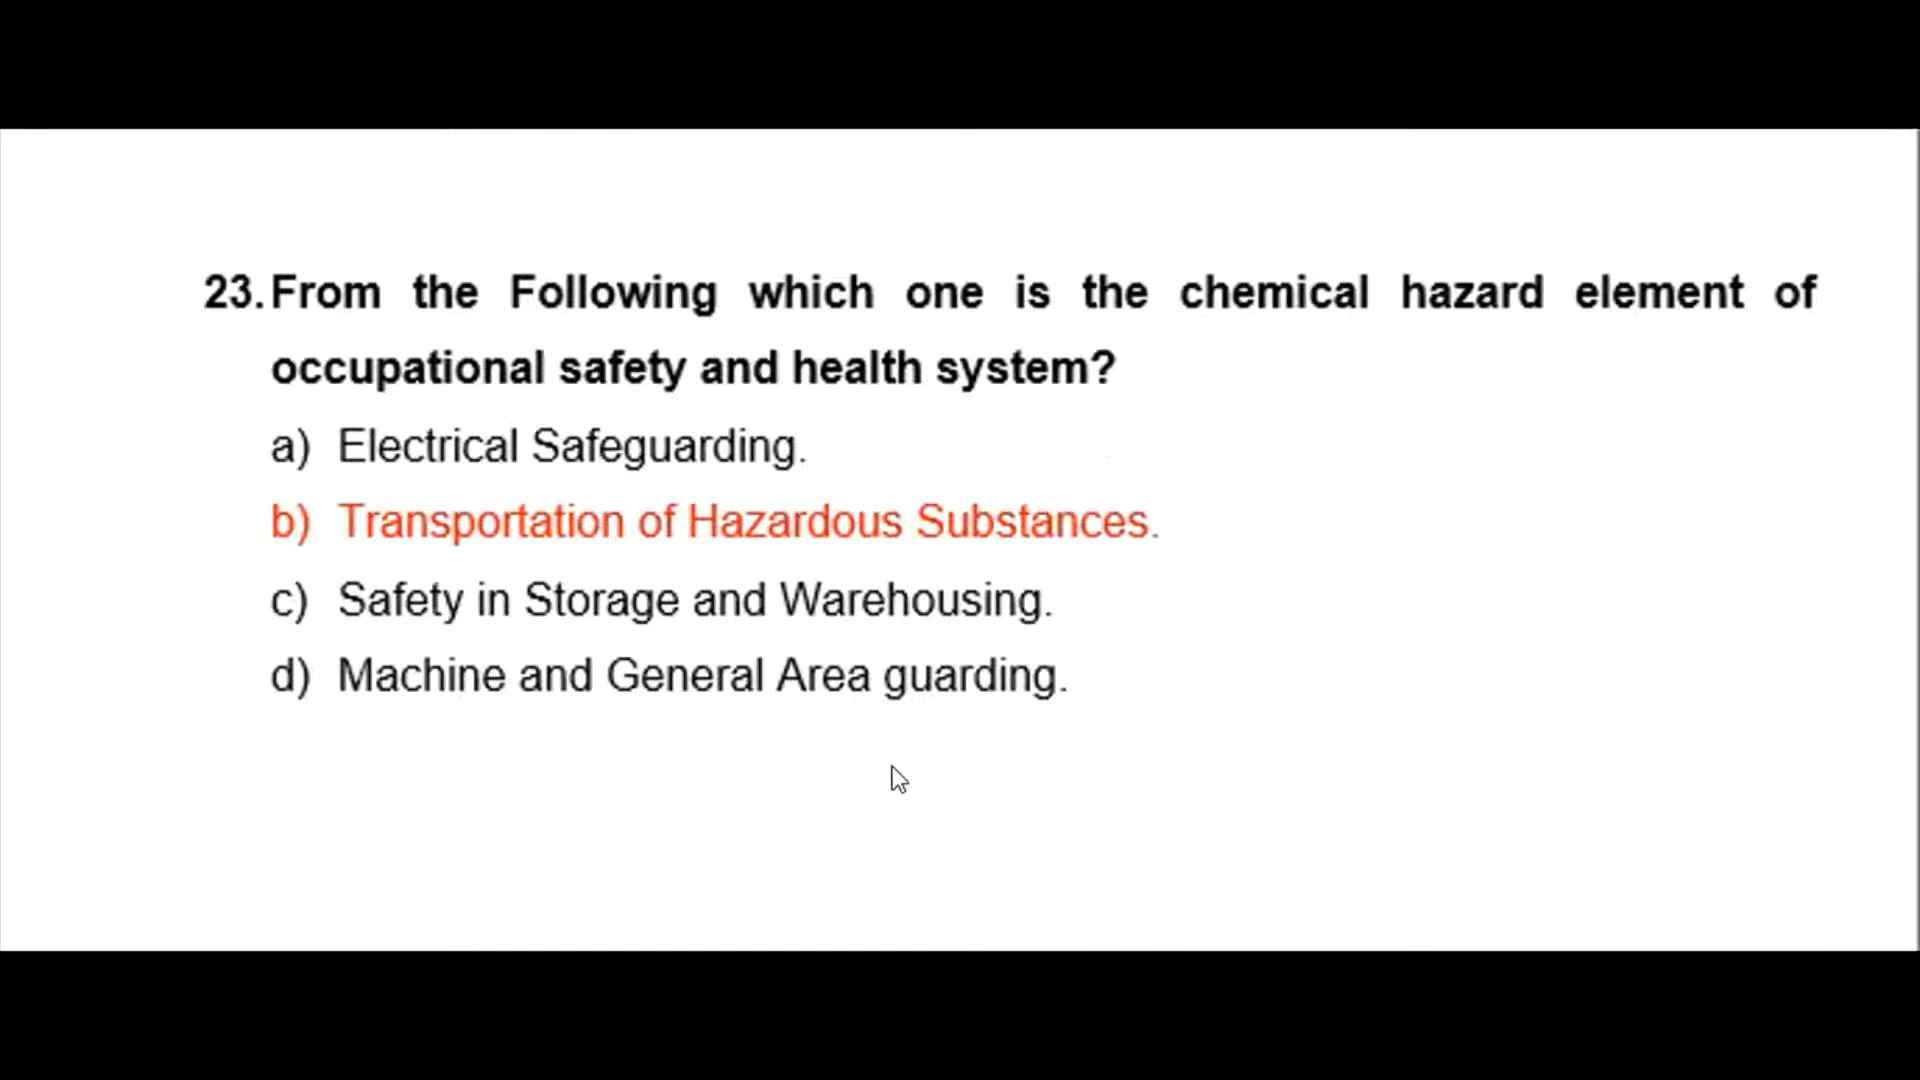 23. From the Following which one is the chemical hazard element of
occupational safety and health system?
a) Electrical Safeguarding.
b) Transportation of Hazardous Substances.
c) Safety in Storage and Warehousing.
d) Machine and General Area guarding.